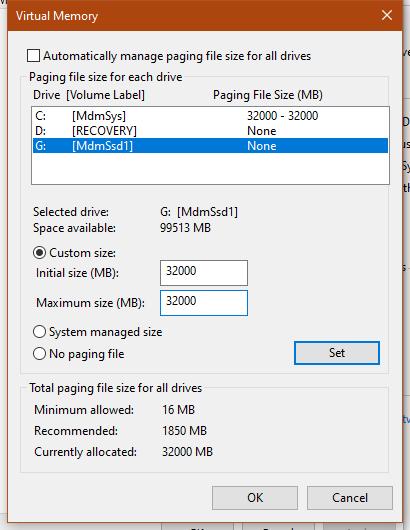 Virtual Memory
Automatically manage paging file size for all drives
Paging file size for each drive
Drive [Volume Label] Paging File Size (MB)
C: [MdmSys] 32000 - 32000
D: [RECOVERY] None
G: [MdmSsd1] None
Selected drive: G: [MdmSsd1]
Space available: 99513 MB
Custom size:
Initial size (MB): 32000
Maximum size (MB): 32000
System managed size
No paging file
Set
Total paging file size for all drives
Minimum allowed: 16 MB
Recommended: 1850 MB
Currently allocated: 32000 MB
OK Cancel